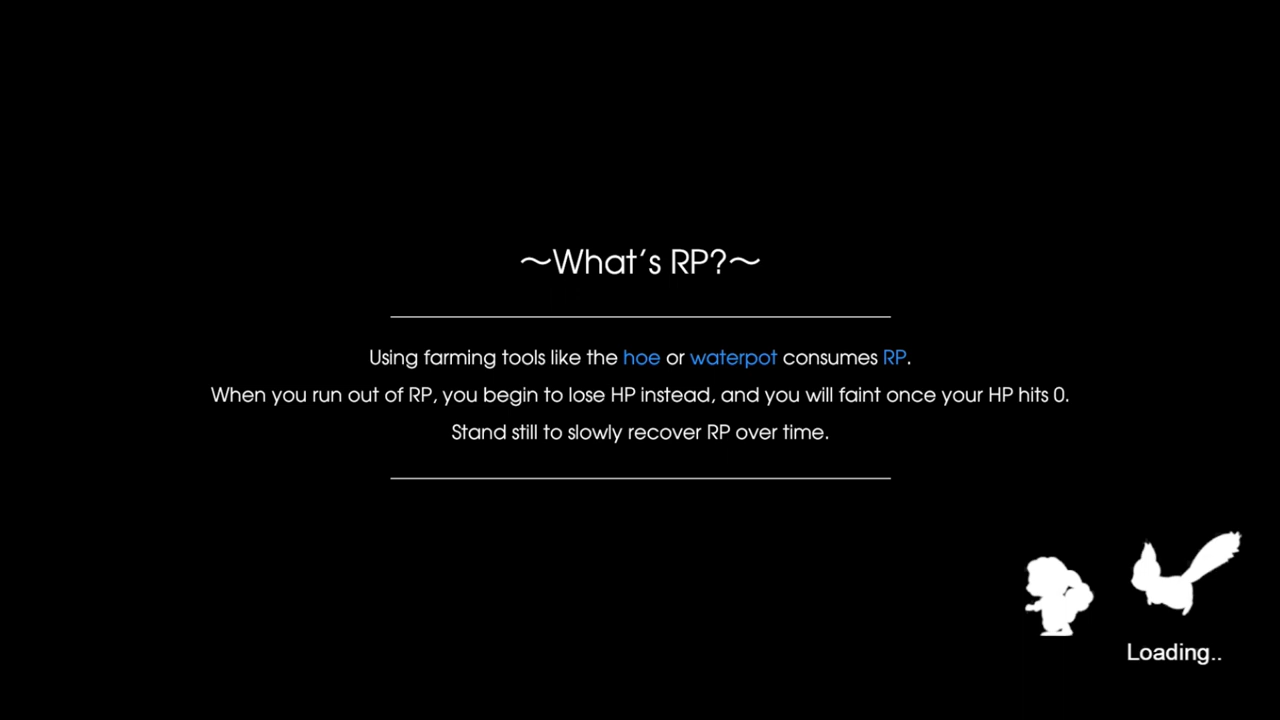 ～What's RP?～
Using farming tools like the hoe or waterpot consumes RP.
When you run out of RP, you begin to lose HP instead, and you will faint once your HP hits 0.
Stand still to slowly recover RP over time.
Loading..